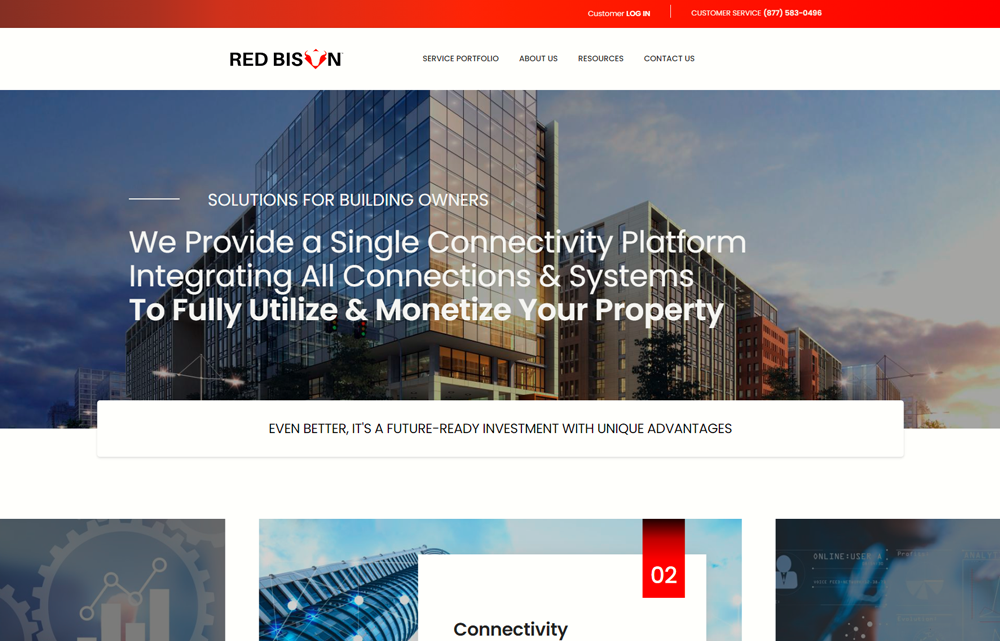 Customer LOG IN
CUSTOMER SERVICE (877) 583-0496
RED BISON
SERVICE PORTFOLIO
ABOUT US
RESOURCES
CONTACT US
SOLUTIONS FOR BUILDING OWNERS
We Provide a Single Connectivity Platform
Integrating All Connections & Systems
To Fully Utilize & Monetize Your Property
EVEN BETTER, IT'S A FUTURE-READY INVESTMENT WITH UNIQUE ADVANTAGES
02
Connectivity
ONLINE:USER A